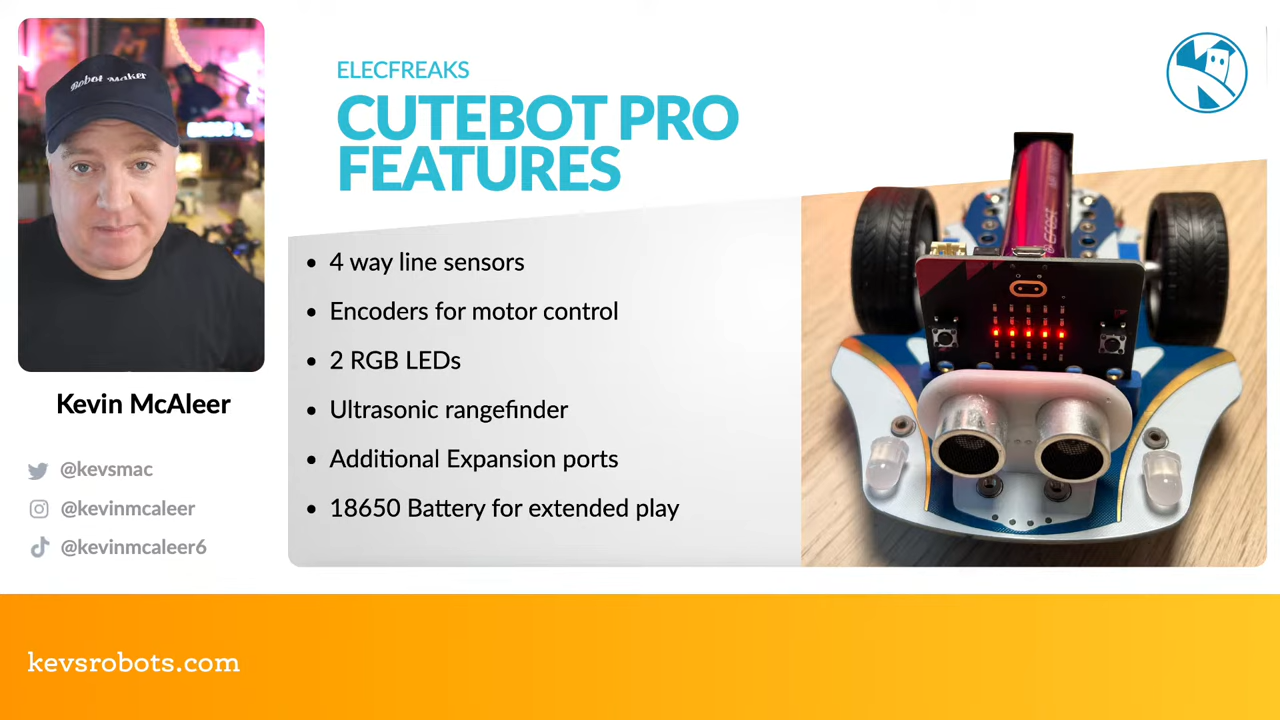 Robot Maker
Kevin McAleer
@kevsmac
@kevinmcaleer
@kevinmcaleer6
ELECFREAKS
CUTEBOT PRO
FEATURES
• 4 way line sensors
• Encoders for motor control
• 2 RGB LEDs
• Ultrasonic rangefinder
• Additional Expansion ports
• 18650 Battery for extended play
EFEST
kevsrobots.com